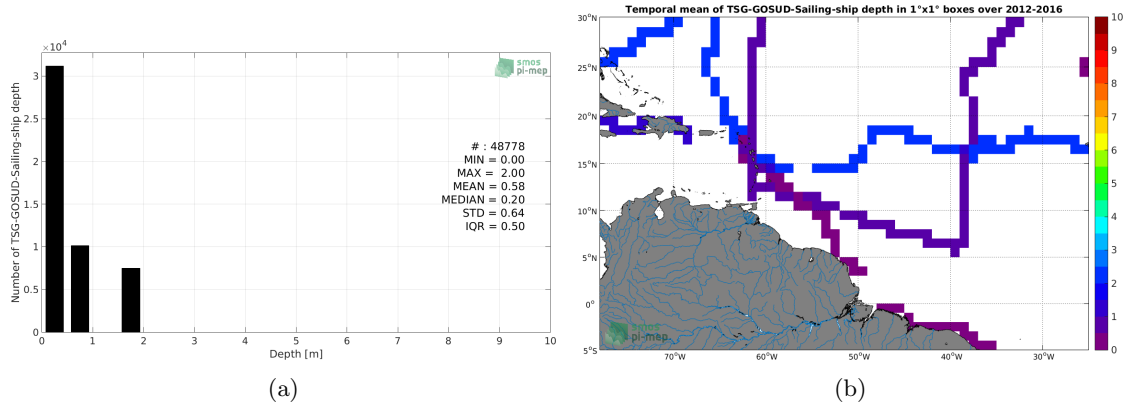 ×10⁴
3
2.5
2
1.5
1
0.5
0
Number of TSG-GOSUD-Sailing-ship depth
smos
pi-mep
# : 48778
MIN = 0.00
MAX = 2.00
MEAN = 0.58
MEDIAN = 0.20
STD = 0.64
IQR = 0.50
0 1 2 3 4 5 6 7 8 9 10
Depth [m]
(a)
Temporal mean of TSG-GOSUD-Sailing-ship depth in 1°x1° boxes over 2012-2016
30°N
25°N
20°N
15°N
10°N
5°N
0°
5°S
70°W 60°W 50°W 40°W 30°W
smos
pi-mep
10
9
8
7
6
5
4
3
2
1
0
(b)